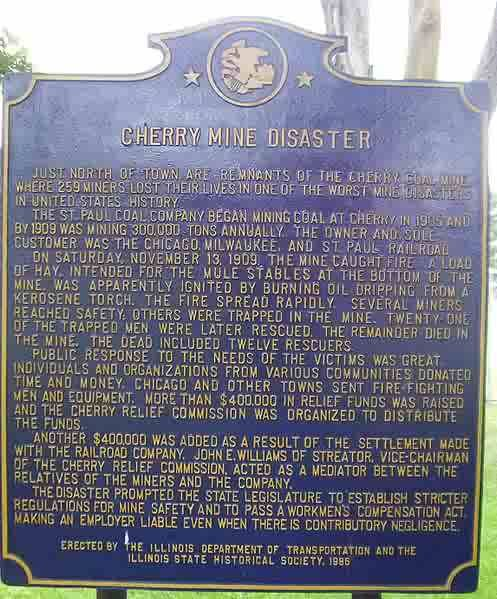 CHERRY MINE DISASTER
JUST NORTH OF TOWN ARE REMNANTS OF THE CHERRY COAL MINE,
WHERE 259 MINERS LOST THEIR LIVES IN ONE OF THE WORST MINE DISASTERS
IN UNITED STATES HISTORY.
THE ST. PAUL COAL COMPANY BEGAN MINING COAL AT CHERRY IN 1905 AND
BY 1909 WAS MINING 300,000 TONS ANNUALLY. THE OWNER AND SOLE
CUSTOMER WAS THE CHICAGO, MILWAUKEE, AND ST. PAUL RAILROAD.
ON SATURDAY, NOVEMBER 13, 1909, THE MINE CAUGHT FIRE. A LOAD
OF HAY, INTENDED FOR THE MULE STABLES AT THE BOTTOM OF THE
MINE, WAS APPARENTLY IGNITED BY BURNING OIL DRIPPING FROM A
KEROSENE TORCH. THE FIRE SPREAD RAPIDLY. SEVERAL MINERS
REACHED SAFETY. OTHERS WERE TRAPPED IN THE MINE. TWENTY-ONE
OF THE TRAPPED MEN WERE LATER RESCUED. THE REMAINDER DIED IN
THE MINE. THE DEAD INCLUDED TWELVE RESCUERS.
PUBLIC RESPONSE TO THE NEEDS OF THE VICTIMS WAS GREAT.
INDIVIDUALS AND ORGANIZATIONS FROM VARIOUS COMMUNITIES DONATED
TIME AND MONEY. CHICAGO AND OTHER TOWNS SENT FIRE-FIGHTING
MEN AND EQUIPMENT. MORE THAN $400,000 IN RELIEF FUNDS WAS RAISED
AND THE CHERRY RELIEF COMMISSION WAS ORGANIZED TO DISTRIBUTE
THE FUNDS.
ANOTHER $400,000 WAS ADDED AS A RESULT OF THE SETTLEMENT MADE
WITH THE RAILROAD COMPANY. JOHN E. WILLIAMS OF STREATOR, VICE-CHAIRMAN
OF THE CHERRY RELIEF COMMISSION, ACTED AS A MEDIATOR BETWEEN THE
RELATIVES OF THE MINERS AND THE COMPANY.
THE DISASTER PROMPTED THE STATE LEGISLATURE TO ESTABLISH STRICTER
REGULATIONS FOR MINE SAFETY AND TO PASS A WORKMEN'S COMPENSATION ACT,
MAKING AN EMPLOYER LIABLE EVEN WHEN THERE IS CONTRIBUTORY NEGLIGENCE.
ERECTED BY THE ILLINOIS DEPARTMENT OF TRANSPORTATION AND THE
ILLINOIS STATE HISTORICAL SOCIETY, 1986